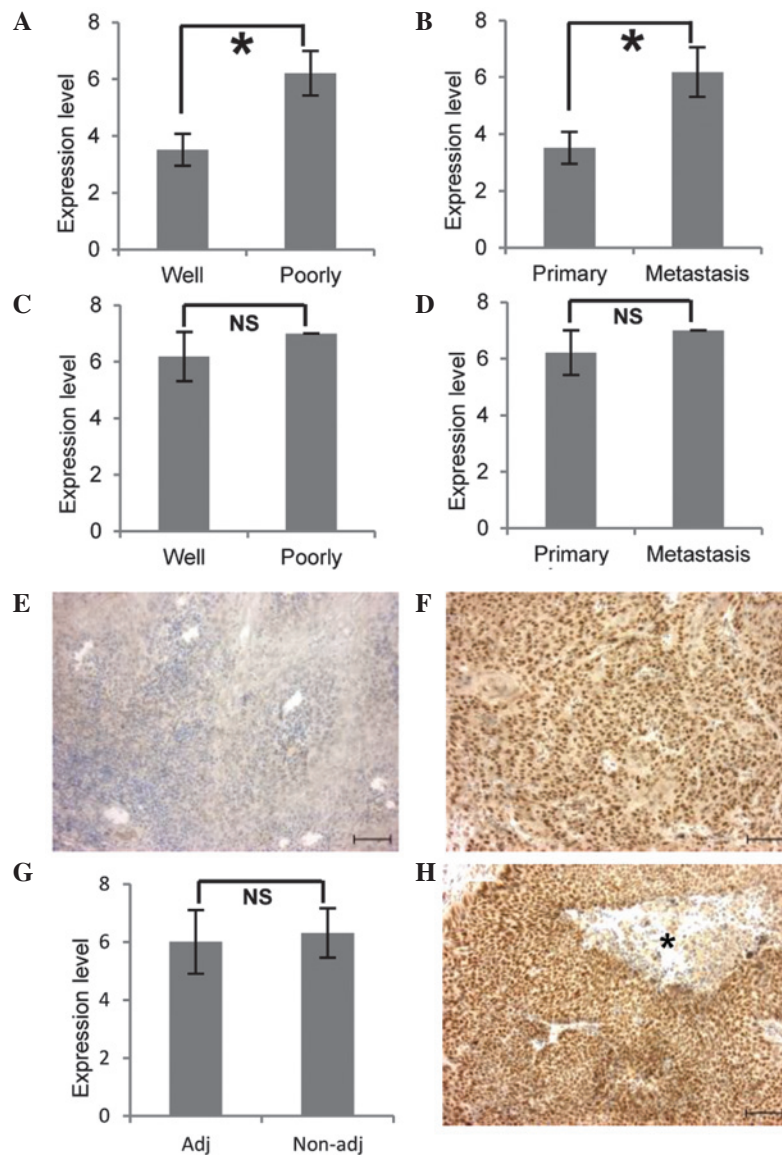 A
Expression level
8
6
4
2
0
*
Well Poorly
B
Expression level
8
6
4
2
0
*
Primary Metastasis
C
Expression level
8
6
4
2
0
NS
Well Poorly
D
Expression level
8
6
4
2
0
NS
Primary Metastasis
E
F
G
Expression level
8
6
4
2
0
NS
Adj Non-adj
H
*